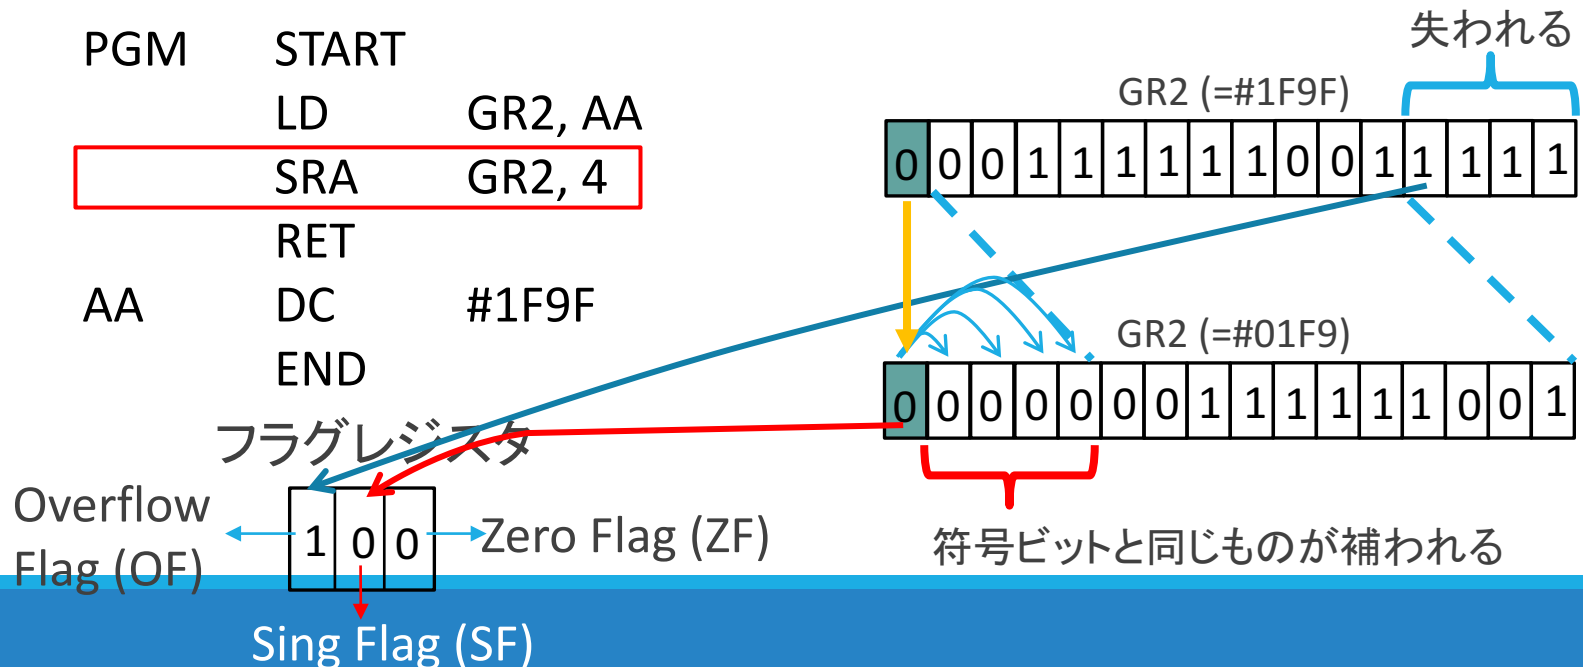 PGM START
LD GR2, AA
SRA GR2, 4
RET
AA DC #1F9F
END
失われる
GR2 (=#1F9F)
0 0 0 1 1 1 1 1 1 0 0 1 1 1 1 1
GR2 (=#01F9)
0 0 0 0 0 0 0 1 1 1 1 1 1 0 0 1
符号ビットと同じものが補われる
フラグレジスタ
Overflow
Flag (OF)
1 0 0
Zero Flag (ZF)
Sing Flag (SF)